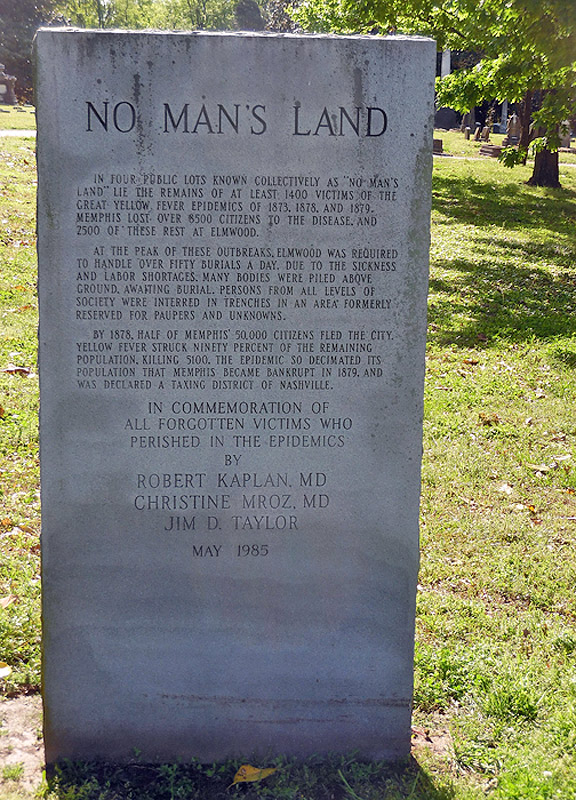 NO MAN'S LAND
IN FOUR PUBLIC LOTS KNOWN COLLECTIVELY AS "NO MAN'S
LAND" LIE THE REMAINS OF AT LEAST 1400 VICTIMS OF THE
GREAT YELLOW FEVER EPIDEMICS OF 1873, 1878, AND 1879.
MEMPHIS LOST OVER 8500 CITIZENS TO THE DISEASE, AND
2500 OF THESE REST AT ELMWOOD.
AT THE PEAK OF THESE OUTBREAKS, ELMWOOD WAS REQUIRED
TO HANDLE OVER FIFTY BURIALS A DAY. DUE TO THE SICKNESS
AND LABOR SHORTAGES, MANY BODIES WERE PILED ABOVE
GROUND, AWAITING BURIAL. PERSONS FROM ALL LEVELS OF
SOCIETY WERE INTERRED IN TRENCHES IN AN AREA FORMERLY
RESERVED FOR PAUPERS AND UNKNOWNS.
BY 1878, HALF OF MEMPHIS' 50,000 CITIZENS FLED THE CITY.
YELLOW FEVER STRUCK NINETY PERCENT OF THE REMAINING
POPULATION, KILLING 5100. THE EPIDEMIC SO DECIMATED ITS
POPULATION THAT MEMPHIS BECAME BANKRUPT IN 1879, AND
WAS DECLARED A TAXING DISTRICT OF NASHVILLE.
IN COMMEMORATION OF
ALL FORGOTTEN VICTIMS WHO
PERISHED IN THE EPIDEMICS
BY
ROBERT KAPLAN, MD
CHRISTINE MROZ, MD
JIM D. TAYLOR
MAY 1985